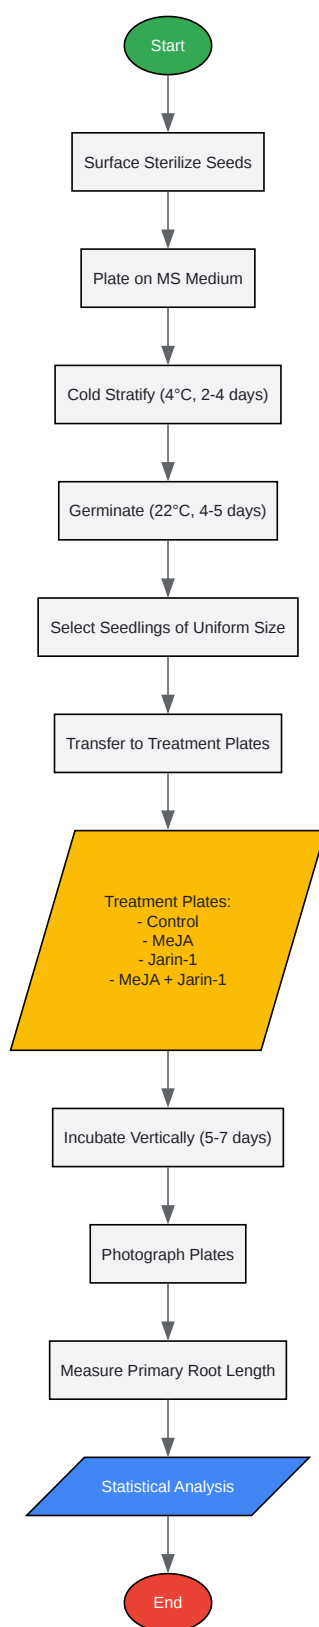 Start
Surface Sterilize Seeds
Plate on MS Medium
Cold Stratify (4°C, 2-4 days)
Germinate (22°C, 4-5 days)
Select Seedlings of Uniform Size
Transfer to Treatment Plates
Treatment Plates:
- Control
- MeJA
- Jarin-1
- MeJA + Jarin-1
Incubate Vertically (5-7 days)
Photograph Plates
Measure Primary Root Length
Statistical Analysis
End